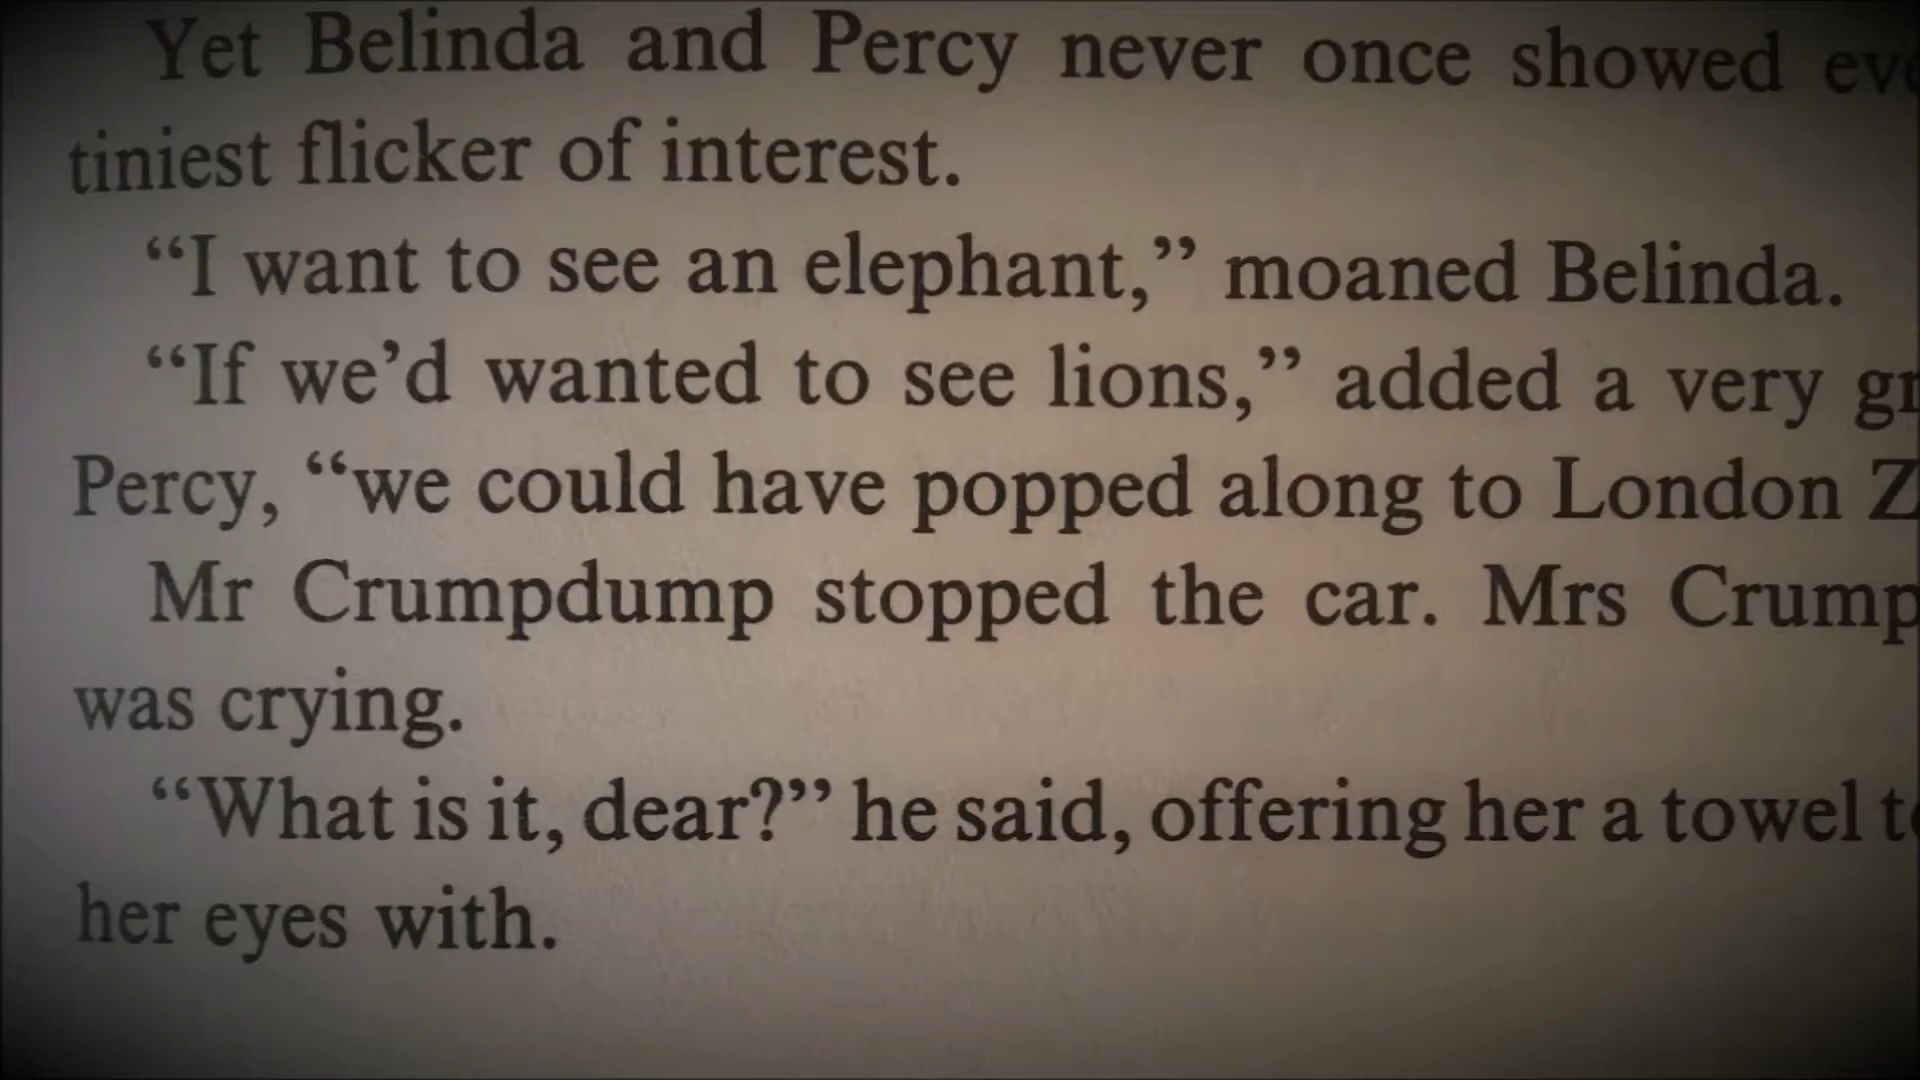 Yet Belinda and Percy never once showed
tiniest flicker of interest.
“I want to see an elephant,” moaned Belinda.
“If we’d wanted to see lions,” added a very
Percy, “we could have popped along to London
Mr Crumpdump stopped the car. Mrs
was crying.
“What is it, dear?” he said, offering her a towel
her eyes with.